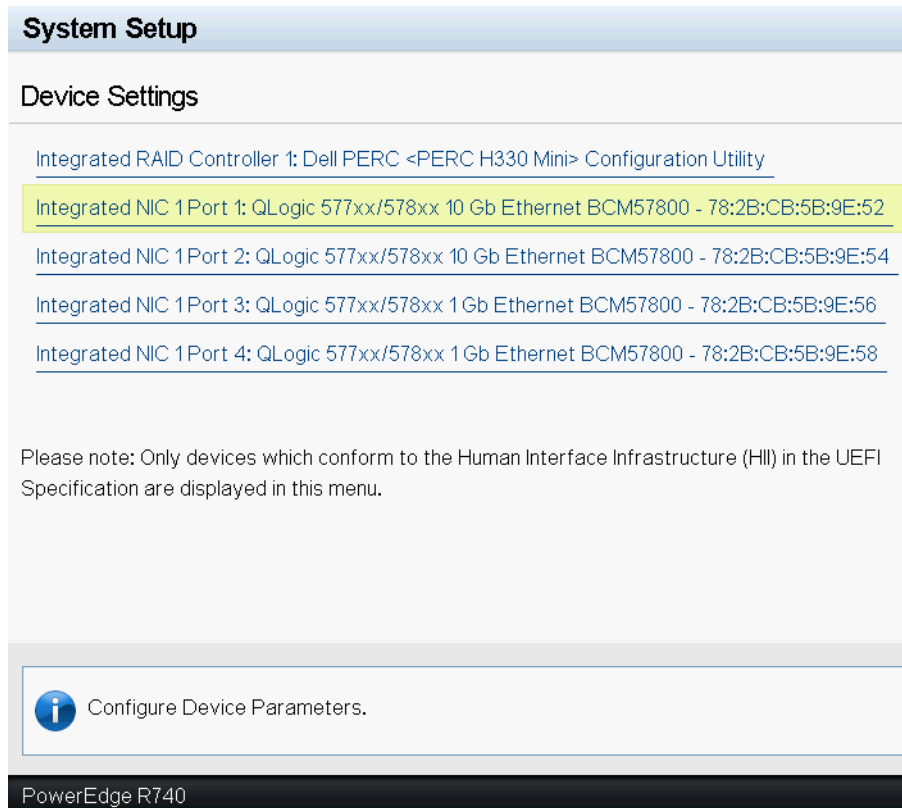 System Setup
Device Settings
Integrated RAID Controller 1: Dell PERC <PERC H330 Mini> Configuration Utility
Integrated NIC 1 Port 1: QLogic 577xx/578xx 10 Gb Ethernet BCM57800 - 78:2B:CB:5B:9E:52
Integrated NIC 1 Port 2: QLogic 577xx/578xx 10 Gb Ethernet BCM57800 - 78:2B:CB:5B:9E:54
Integrated NIC 1 Port 3: QLogic 577xx/578xx 1 Gb Ethernet BCM57800 - 78:2B:CB:5B:9E:56
Integrated NIC 1 Port 4: QLogic 577xx/578xx 1 Gb Ethernet BCM57800 - 78:2B:CB:5B:9E:58
Please note: Only devices which conform to the Human Interface Infrastructure (HII) in the UEFI
Specification are displayed in this menu.
Configure Device Parameters.
PowerEdge R740